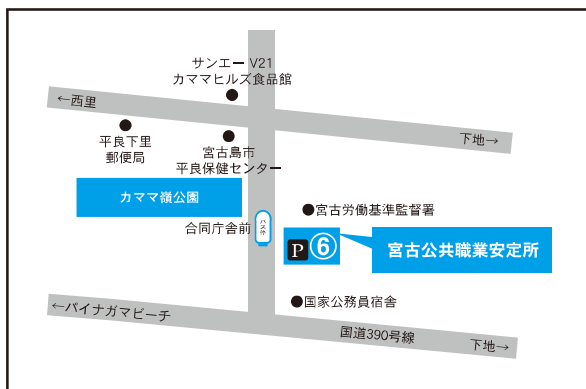 サンエー V21
カママヒルズ食品館
←西里
平良下里
郵便局
宮古島市
平良保健センター
下地→
カママ嶺公園
合同庁舎前
バス停
宮古労働基準監督署
P⑥
宮古公共職業安定所
国家公務員宿舎
←パイナガマビーチ
国道390号線
下地→